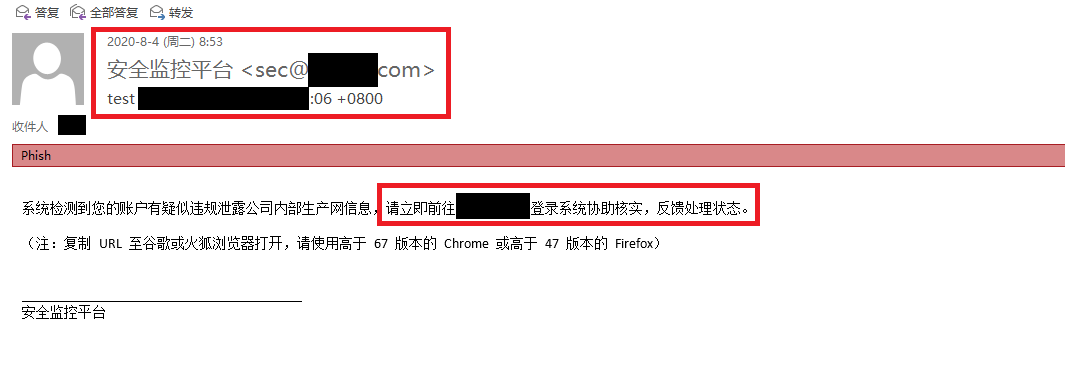 答复 全部答复 转发
2020-8-4 (周二) 8:53
安全监控平台 <sec@ com>
test :06 +0800
收件人
Phish
系统检测到您的账户有疑似违规泄露公司内部生产网信息，请立即前往 登录系统协助核实，反馈处理状态。
（注：复制 URL 至谷歌或火狐浏览器打开，请使用高于 67 版本的 Chrome 或高于 47 版本的 Firefox）
安全监控平台